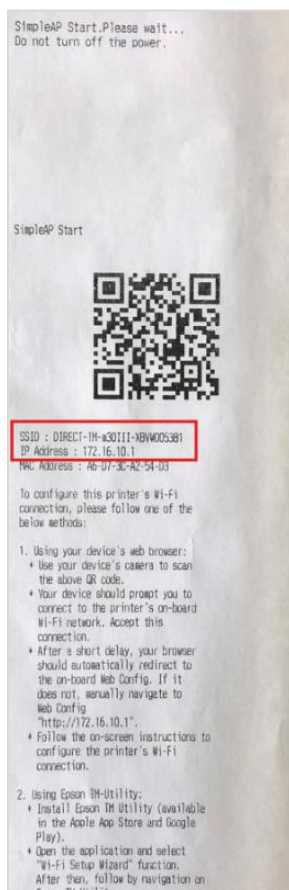 SimpleAP Start.Please wait...
Do not turn off the power.
SimpleAP Start
SSID : DIRECT-TM-m30III-XBVW005381
IP Address : 172.16.10.1
MAC Address : A6-D7-3C-A2-54-D3
To configure this printer's Wi-Fi
connection, please follow one of the
below methods:
1. Using your device's web browser:
* Use your device's camera to scan
the above QR code.
* Your device should prompt you to
connect to the printer's on-board
Wi-Fi network. Accept this
connection.
* After a short delay, your browser
should automatically redirect to
the on-board Web Config. If it
does not, manually navigate to
Web Config
"http://172.16.10.1".
* Follow the on-screen instructions to
configure the printer's Wi-Fi
connection.
2. Using Epson TM-Utility:
* Install Epson TM Utility (available
in the Apple App Store and Google
Play).
* Open the application and select
"Wi-Fi Setup Wizard" function.
After then, follow by navigation on